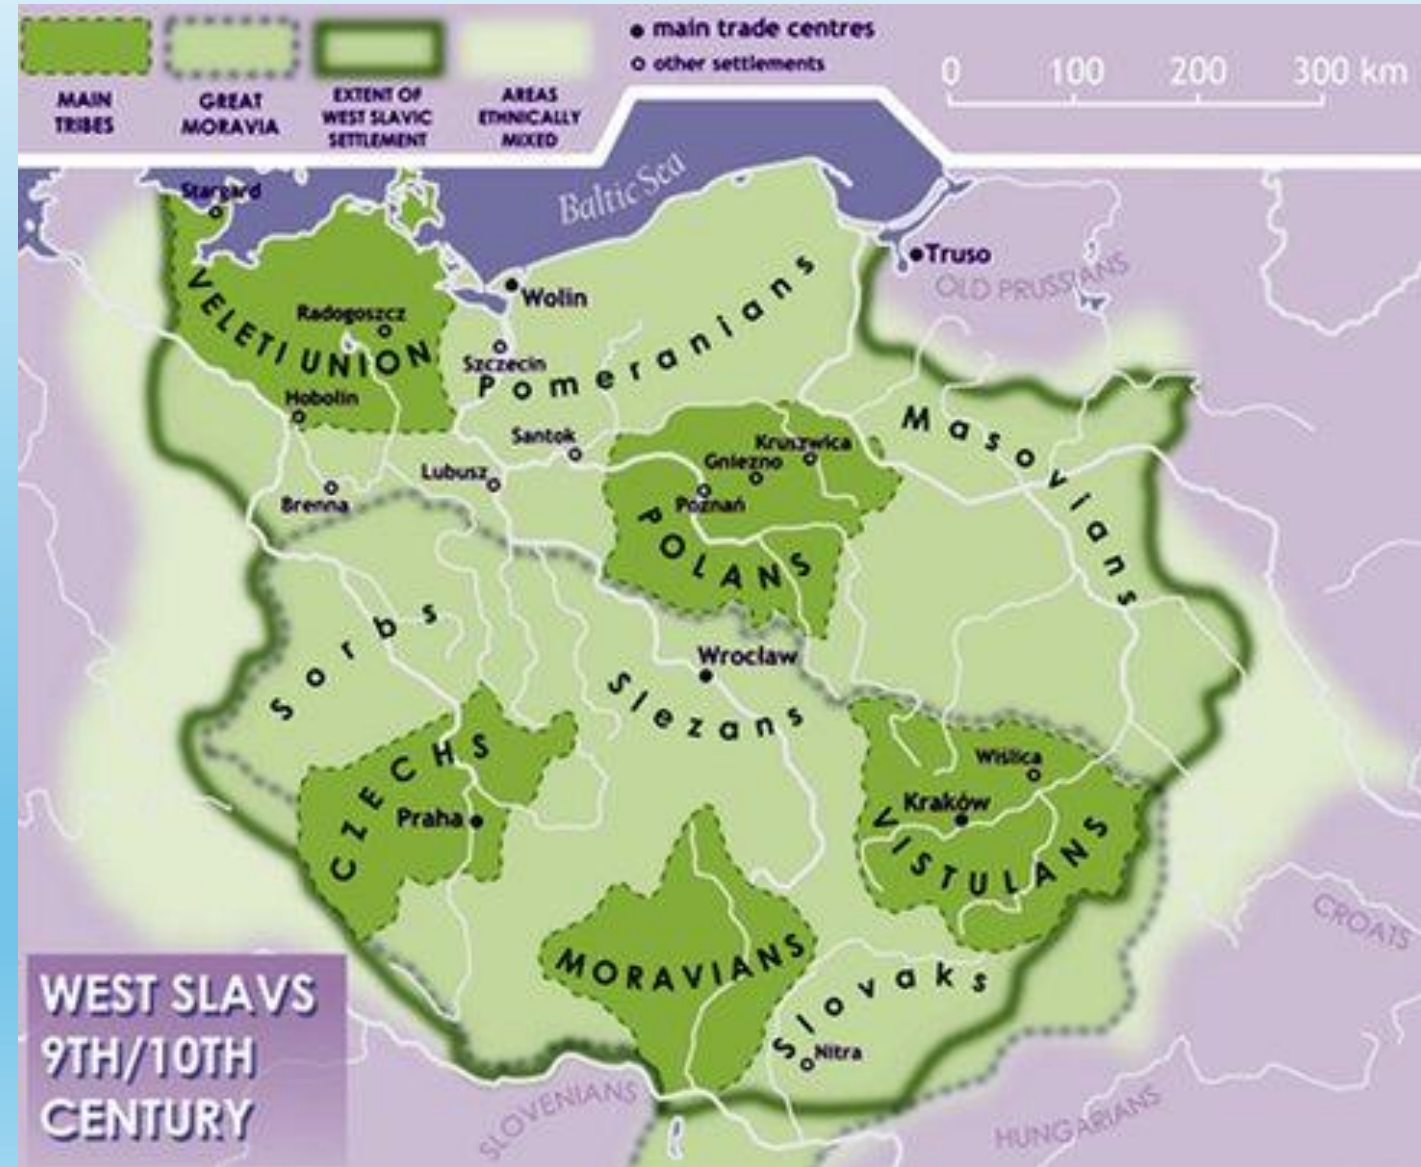 MAIN
TRIBES
GREAT
MORAVIA
EXTENT OF
WEST SLAVIC
SETTLEMENT
AREAS
ETHNICALLY
MIXED
main trade centres
other settlements
0 100 200 300 km
Baltic Sea
Stargard
Truso
OLD PRUSSIANS
Wolin
VELETI UNION
Radogoszcz
Szczecin
Pomeranians
Hobolin
Masovians
Santok
Kruszwica
Gniezno
Lubusz
Brenna
Poznań
POLANS
Sorbs
Wrocław
Slezans
CZECHS
Praha
Wiślica
Kraków
VISTULANS
MORAVIANS
Slovaks
Nitra
CROATS
SLOVENIANS
HUNGARIANS
WEST SLAVS
9TH/10TH
CENTURY